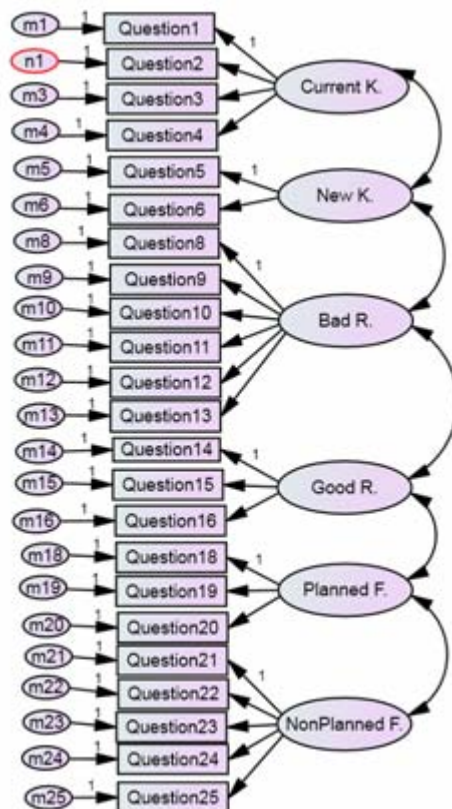 m1 1 Question1 1
n1 1 Question2 Current K.
m3 1 Question3
m4 1 Question4
m5 1 Question5 1 New K.
m6 1 Question6
m8 1 Question8 1
m9 1 Question9
m10 1 Question10 Bad R.
m11 1 Question11
m12 1 Question12
m13 1 Question13
m14 1 Question14 1
m15 1 Question15 Good R.
m16 1 Question16
m18 1 Question18 1
m19 1 Question19 Planned F.
m20 1 Question20
m21 1 Question21 1
m22 1 Question22
m23 1 Question23 NonPlanned F.
m24 1 Question24
m25 1 Question25